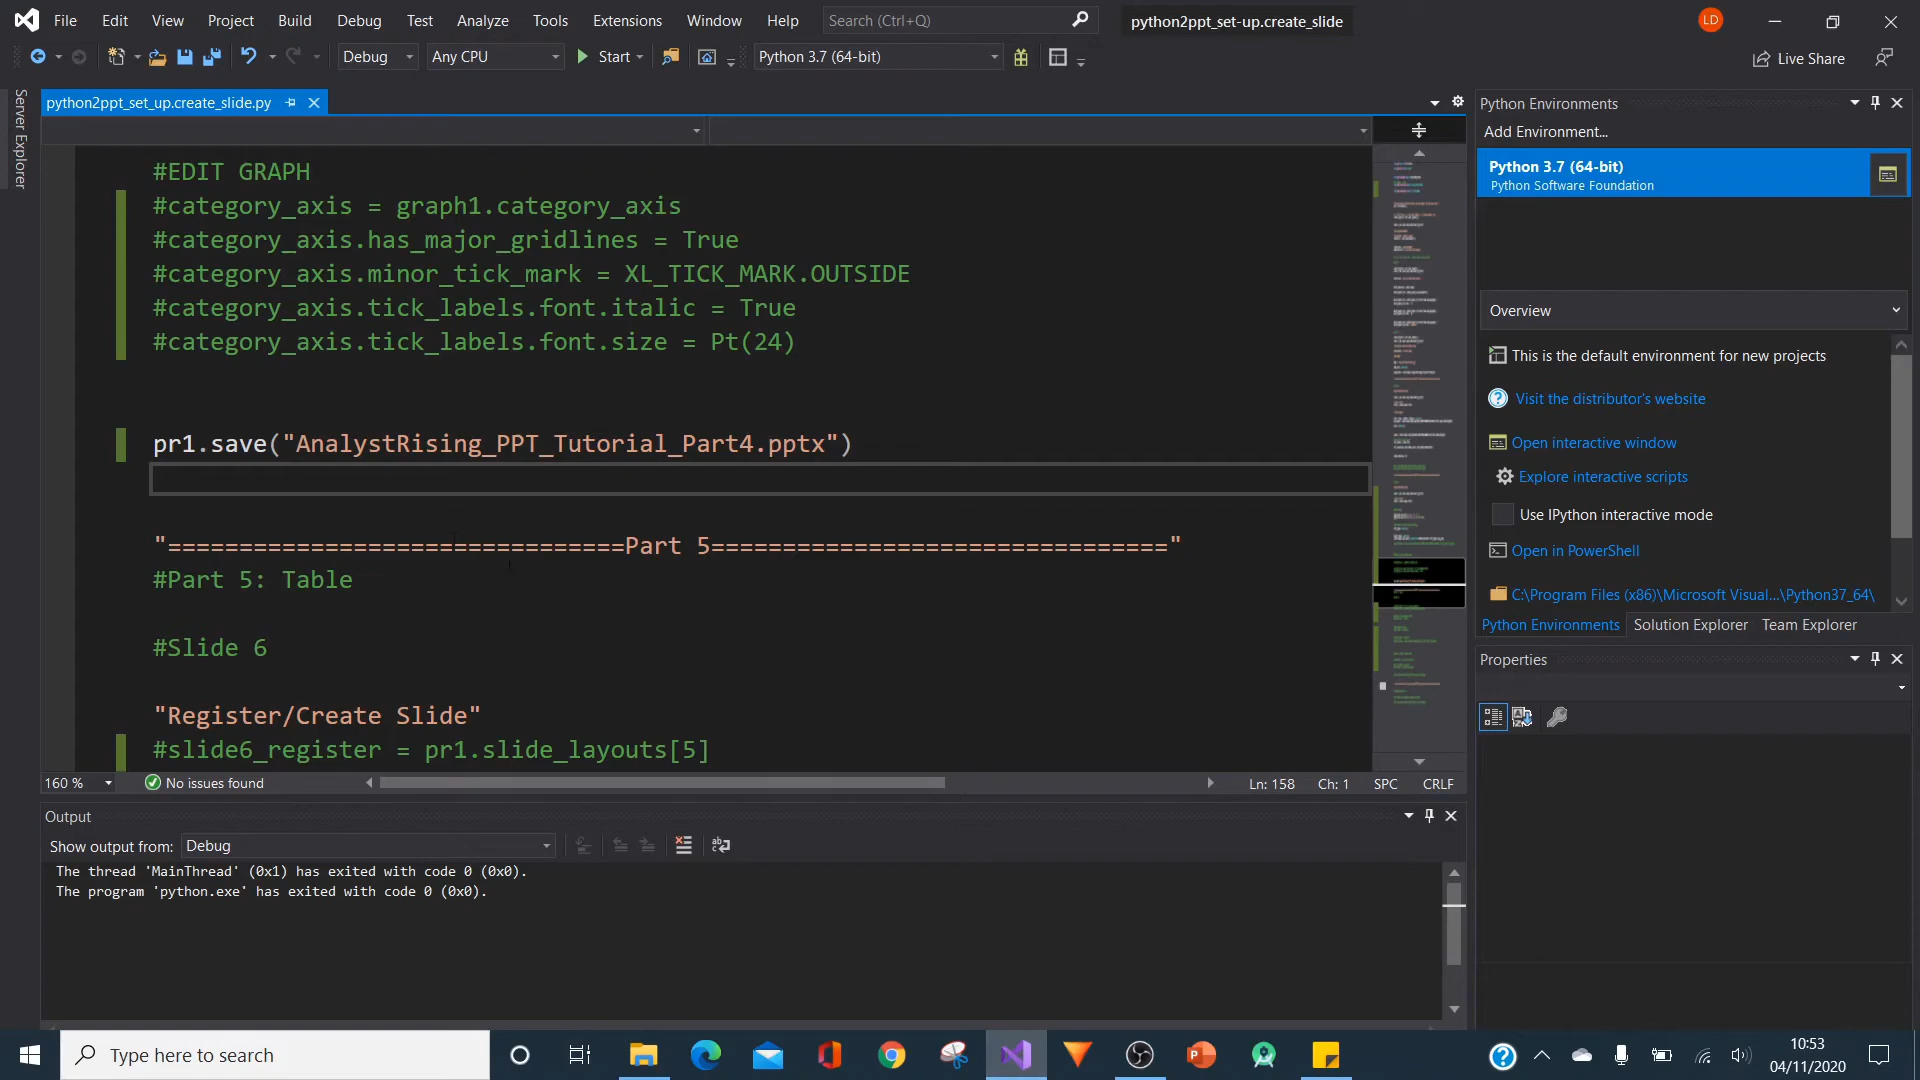 File Edit View Project Build Debug Test Analyze Tools Extensions Window Help Search (Ctrl+Q) python2ppt_set-up.create_slide LD
Debug Any CPU Start Python 3.7 (64-bit) Live Share
Server Explorer
python2ppt_set_up.create_slide.py
#EDIT GRAPH
#category_axis = graph1.category_axis
#category_axis.has_major_gridlines = True
#category_axis.minor_tick_mark = XL_TICK_MARK.OUTSIDE
#category_axis.tick_labels.font.italic = True
#category_axis.tick_labels.font.size = Pt(24)
pr1.save("AnalystRising_PPT_Tutorial_Part4.pptx")
"================================Part 5================================"
#Part 5: Table
#Slide 6
"Register/Create Slide"
#slide6_register = pr1.slide_layouts[5]
160 % No issues found Ln: 158 Ch: 1 SPC CRLF
Output
Show output from: Debug
The thread 'MainThread' (0x1) has exited with code 0 (0x0).
The program 'python.exe' has exited with code 0 (0x0).
Python Environments
Add Environment...
Python 3.7 (64-bit)
Python Software Foundation
Overview
This is the default environment for new projects
Visit the distributor's website
Open interactive window
Explore interactive scripts
Use IPython interactive mode
Open in PowerShell
C:\Program Files (x86)\Microsoft Visual...\Python37_64\
Python Environments Solution Explorer Team Explorer
Properties
Type here to search
10:53
04/11/2020